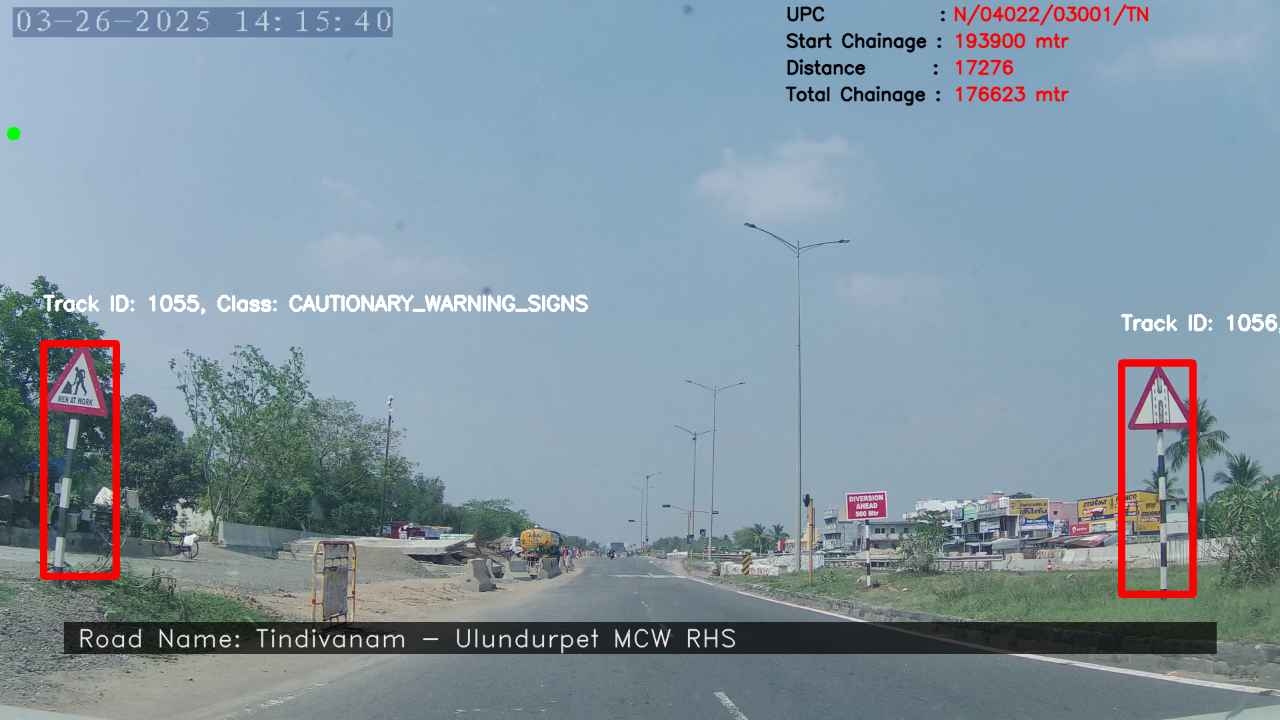 03-26-2025 14:15:40
UPC : N/04022/03001/TN
Start Chainage : 193900 mtr
Distance : 17276
Total Chainage : 176623 mtr
Track ID: 1055, Class: CAUTIONARY_WARNING_SIGNS
Track ID: 1056,
MEN AT WORK
DIVERSION
AHEAD
500 Mtr
Road Name: Tindivanam - Ulundurpet MCW RHS